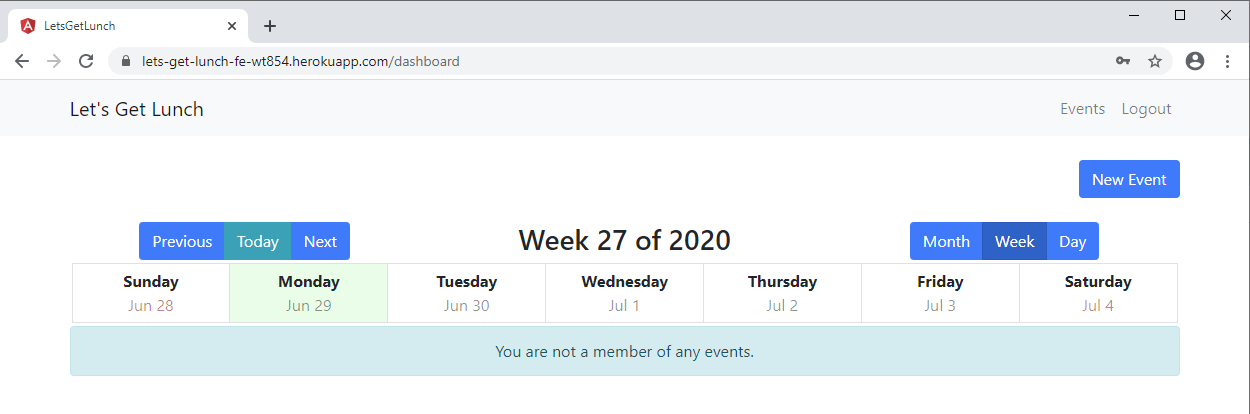 LetsGetLunch
lets-get-lunch-fe-wt854.herokuapp.com/dashboard
Let's Get Lunch
Events Logout
New Event
Previous Today Next Week 27 of 2020 Month Week Day
Sunday Monday Tuesday Wednesday Thursday Friday Saturday
Jun 28 Jun 29 Jun 30 Jul 1 Jul 2 Jul 3 Jul 4
You are not a member of any events.